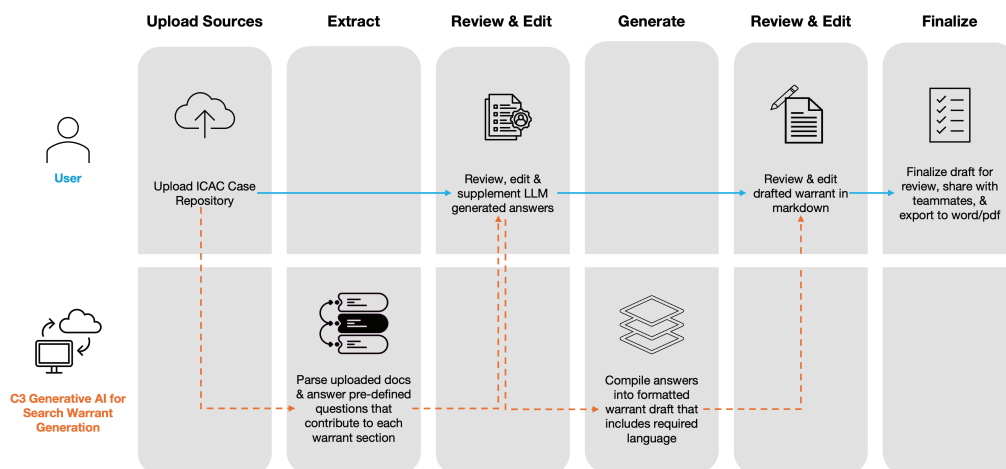 Upload Sources
Extract
Review & Edit
Generate
Review & Edit
Finalize
User
Upload ICAC Case
Repository
Review, edit &
supplement LLM
generated answers
Review & edit
drafted warrant in
markdown
Finalize draft for
review, share with
teammates, &
export to word/pdf
C3 Generative AI for
Search Warrant
Generation
Parse uploaded docs
& answer pre-defined
questions that
contribute to each
warrant section
Compile answers
into formatted
warrant draft that
includes required
language